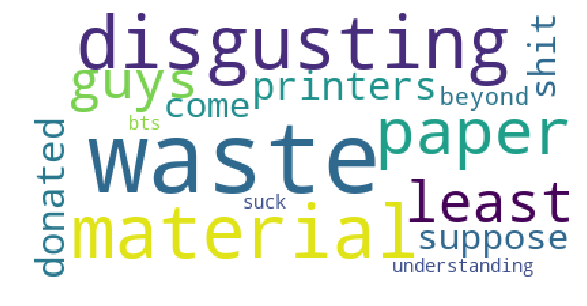 disgusting
shit
guys
printers
come
beyond
bts
paper
donated
waste
suck
least
material
suppose
understanding